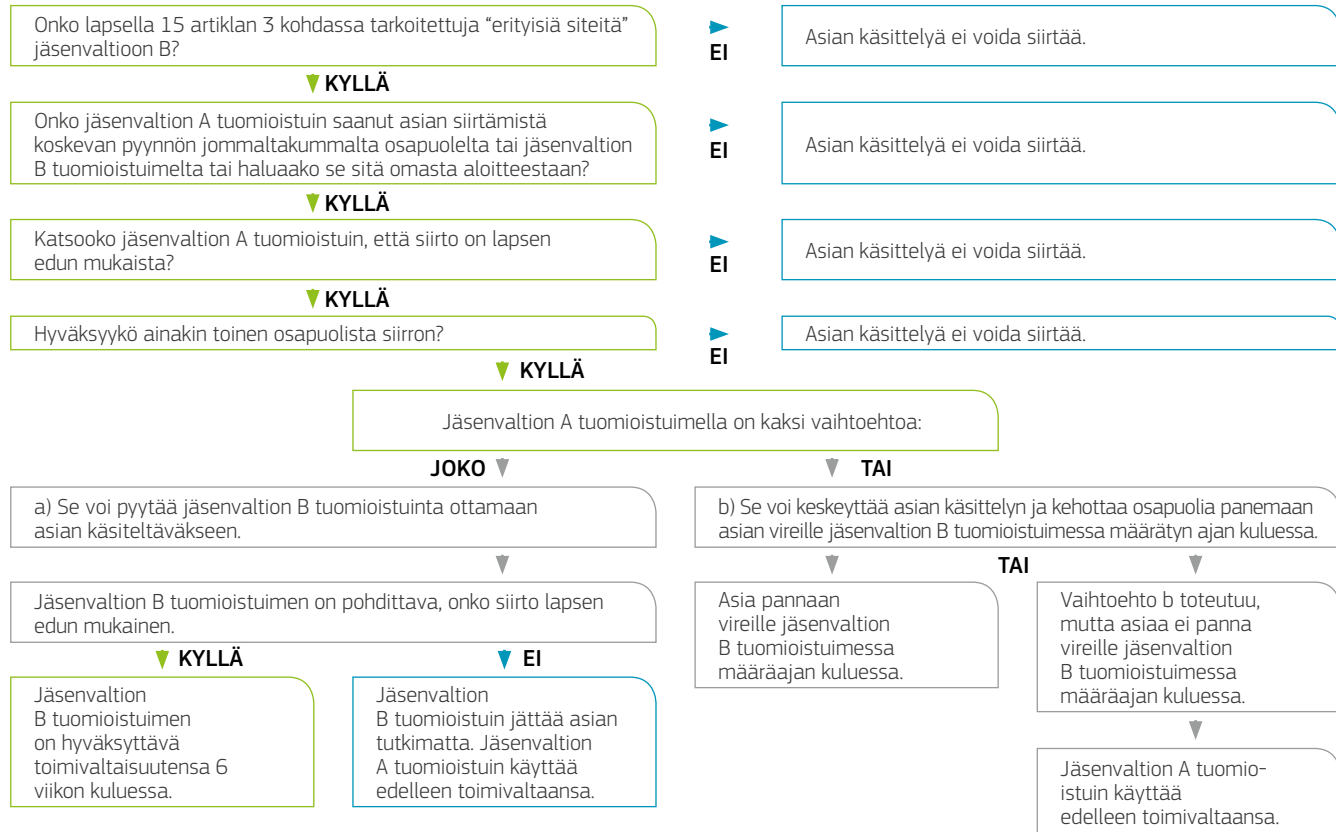 Onko lapsella 15 artiklan 3 kohdassa tarkoitettuja “erityisiä siteitä”
jäsenvaltioon B?
EI
Asian käsittelyä ei voida siirtää.
KYLLÄ
Onko jäsenvaltion A tuomioistuin saanut asian siirtämistä
koskevan pyynnön jommaltakummalta osapuolelta tai jäsenvaltion
B tuomioistuimelta tai haluaako se sitä omasta aloitteestaan?
EI
Asian käsittelyä ei voida siirtää.
KYLLÄ
Katsooko jäsenvaltion A tuomioistuin, että siirto on lapsen
edun mukaista?
EI
Asian käsittelyä ei voida siirtää.
KYLLÄ
Hyväksyykö ainakin toinen osapuolista siirron?
EI
Asian käsittelyä ei voida siirtää.
KYLLÄ
Jäsenvaltion A tuomioistuimella on kaksi vaihtoehtoa:
JOKO
TAI
a) Se voi pyytää jäsenvaltion B tuomioistuinta ottamaan
asian käsiteltäväkseen.
b) Se voi keskeyttää asian käsittelyn ja kehottaa osapuolia panemaan
asian vireille jäsenvaltion B tuomioistuimessa määrätyn ajan kuluessa.
TAI
Jäsenvaltion B tuomioistuimen on pohdittava, onko siirto lapsen
edun mukainen.
KYLLÄ
EI
Jäsenvaltion
B tuomioistuimen
on hyväksyttävä
toimivaltaisuutensa 6
viikon kuluessa.
Jäsenvaltion
B tuomioistuin jättää asian
tutkimatta. Jäsenvaltion
A tuomioistuin käyttää
edelleen toimivaltaansa.
Asia pannaan
vireille jäsenvaltion
B tuomioistuimessa
määräajan kuluessa.
Vaihtoehto b toteutuu,
mutta asiaa ei panna
vireille jäsenvaltion
B tuomioistuimessa
määräajan kuluessa.
Jäsenvaltion A tuomio-
istuin käyttää
edelleen toimivaltaansa.